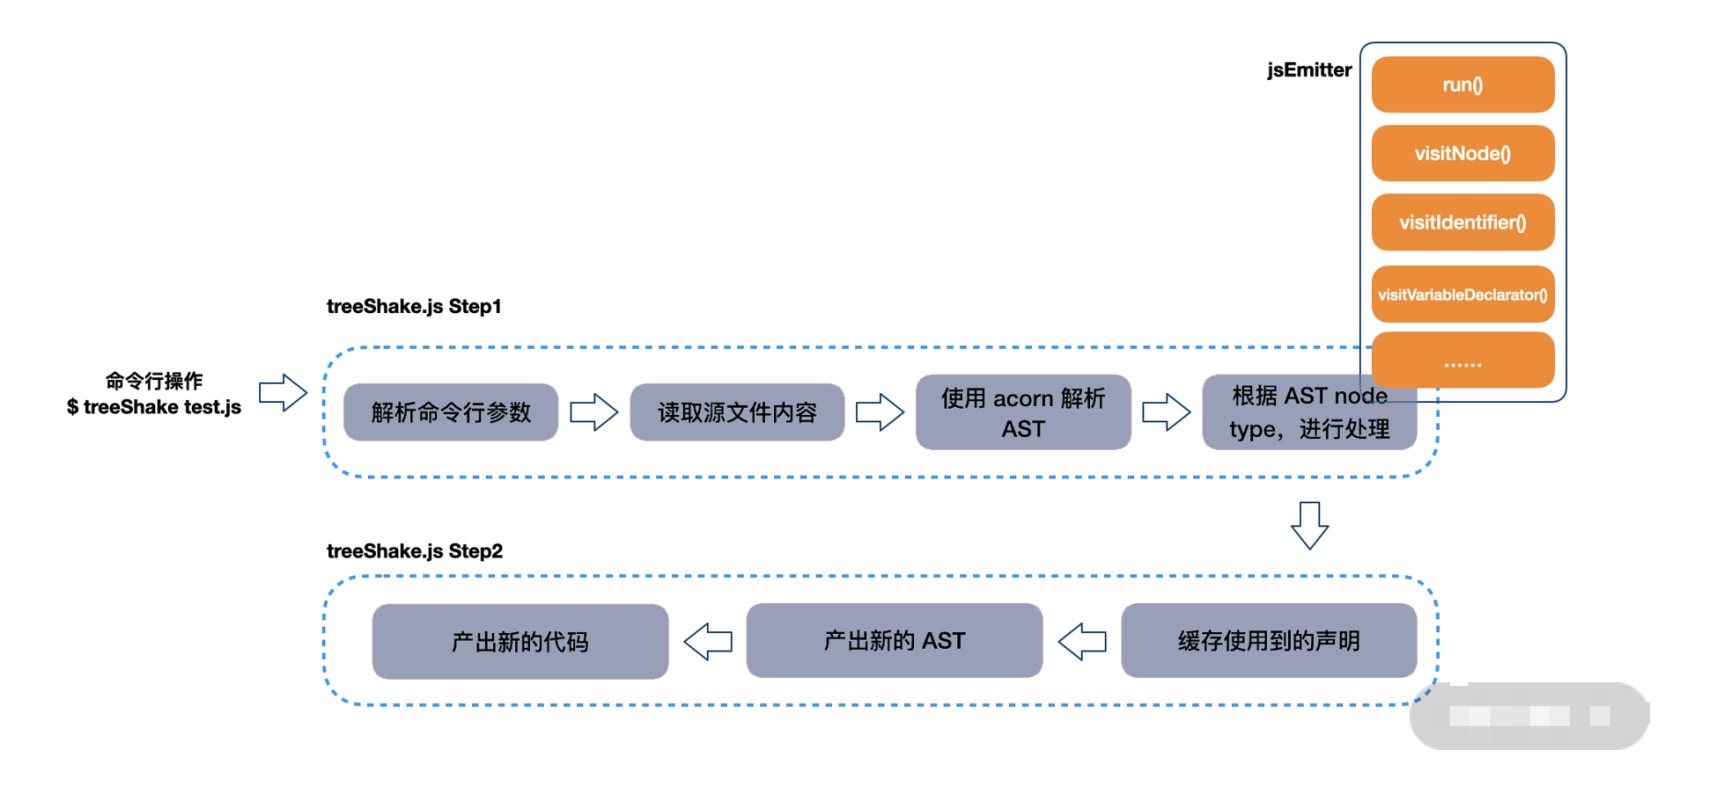 jsEmitter
run()
visitNode()
visitIdentifier()
visitVariableDeclarator()
......
treeShake.js Step1
命令行操作
$ treeShake test.js
解析命令行参数
读取源文件内容
使用 acorn 解析
AST
根据 AST node
type，进行处理
treeShake.js Step2
产出新的代码
产出新的 AST
缓存使用到的声明